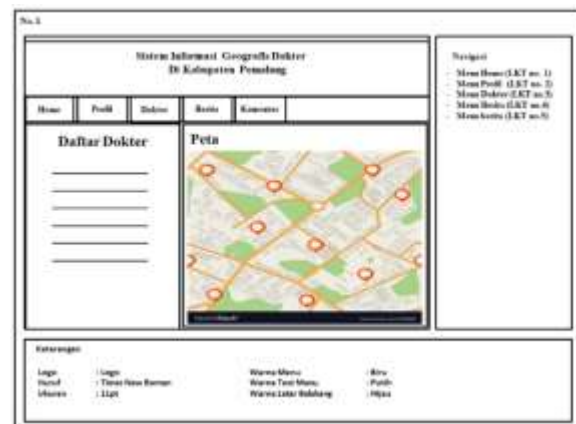 No. 3.
Sistem Informasi Geografis Dokter
Di Kabupaten Pemalang
Home
Profil
Dokter
Berita
Komentar
Daftar Dokter
Peta
Navigasi
- Menu Home (LKT no. 1)
- Menu Profil (LKT no. 2)
- Menu Dokter (LKT no.3)
- Menu Berita (LKT no.4)
- Menu berita (LKT no.5)
Keterangan
Logo : Logo
Huruf : Times New Roman
Ukuran : 12pt
Warna Menu : Biru
Warna Text Menu : Putih
Warna Latar Belakang : Hijau